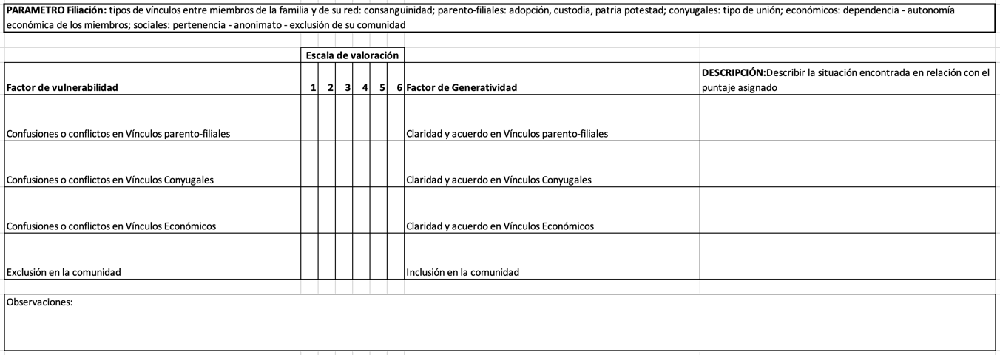 PARAMETRO Filiación: tipos de vínculos entre miembros de la familia y de su red: consanguinidad; parento-filiales: adopción, custodia, patria potestad; conyugales: tipo de unión; económicos: dependencia - autonomía
económica de los miembros; sociales: pertenencia - anonimato - exclusión de su comunidad
Escala de valoración
Factor de vulnerabilidad 1 2 3 4 5 6 Factor de Generatividad DESCRIPCIÓN:Describir la situación encontrada en relación con el
puntaje asignado
Confusiones o conflictos en Vínculos parento-filiales Claridad y acuerdo en Vínculos parento-filiales
Confusiones o conflictos en Vínculos Conyugales Claridad y acuerdo en Vínculos Conyugales
Confusiones o conflictos en Vínculos Económicos Claridad y acuerdo en Vínculos Económicos
Exclusión en la comunidad Inclusión en la comunidad
Observaciones: